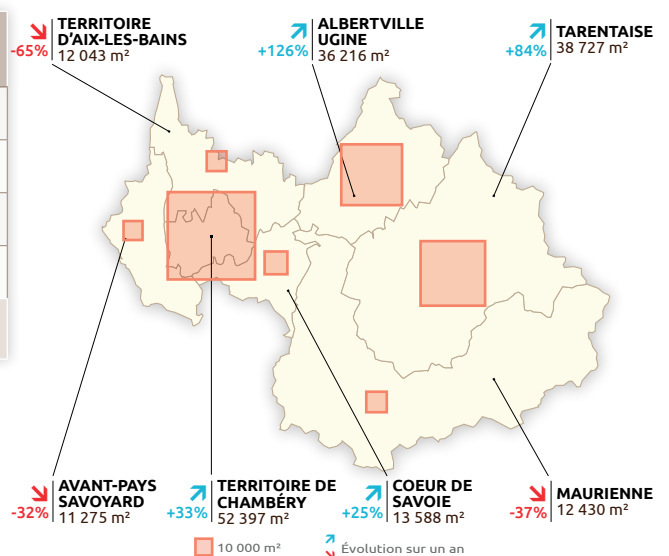 TERRITOIRE
D'AIX-LES-BAINS
-65% 12 043 m²
ALBERTVILLE
UGINE
+126% 36 216 m²
TARENTAISE
+84% 38 727 m²
AVANT-PAYS
SAVOYARD
-32% 11 275 m²
TERRITOIRE DE
CHAMBÉRY
+33% 52 397 m²
COEUR DE
SAVOIE
+25% 13 588 m²
MAURIENNE
-37% 12 430 m²
10 000 m²
Évolution sur un an